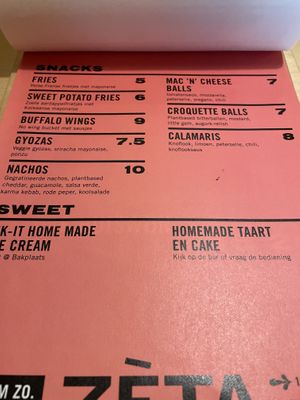 SNACKS
FRIES 5
Verse Franse frietjes met mayonaise
SWEET POTATO FRIES 6
Zoete aardappelfrietjes met
Koreaanse mayonaise
BUFFALO WINGS 9
No wing bucket met sausjes
GYOZAS 7.5
Veggie gyozas, sriracha mayonaise,
ponzu
NACHOS 10
Gegratineerde nachos, plantbased
cheddar, guacamole, salsa verde,
karma kebab, rode peper, koolsalade
MAC 'N' CHEESE 7
BALLS
tomatensaus, mozzarella,
peterselie, oregano, chili
CROQUETTE BALLS 7
Plantbased bitterballen, mosterd,
little gem, augurk-relish
CALAMARIS 8
Knoflook, limoen, peterselie, chili,
knoflooksaus
SWEET
K-IT HOME MADE
E CREAM
@ Bakplaats
HOMEMADE TAART
EN CAKE
Kijk op de bar of vraag de bediening
M ZO.
ZÈTA